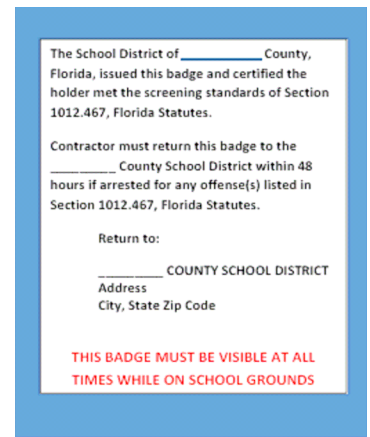 The School District of ____________ County,
Florida, issued this badge and certified the
holder met the screening standards of Section
1012.467, Florida Statutes.
Contractor must return this badge to the
_________ County School District within 48
hours if arrested for any offense(s) listed in
Section 1012.467, Florida Statutes.
Return to:
_________ COUNTY SCHOOL DISTRICT
Address
City, State Zip Code
THIS BADGE MUST BE VISIBLE AT ALL
TIMES WHILE ON SCHOOL GROUNDS